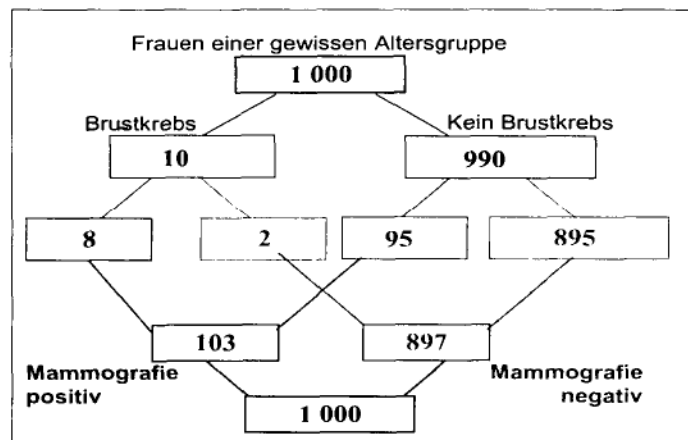 Frauen einer gewissen Altersgruppe
1 000
Brustkrebs
Kein Brustkrebs
10
990
8
2
95
895
103
897
Mammografie
positiv
Mammografie
negativ
1 000